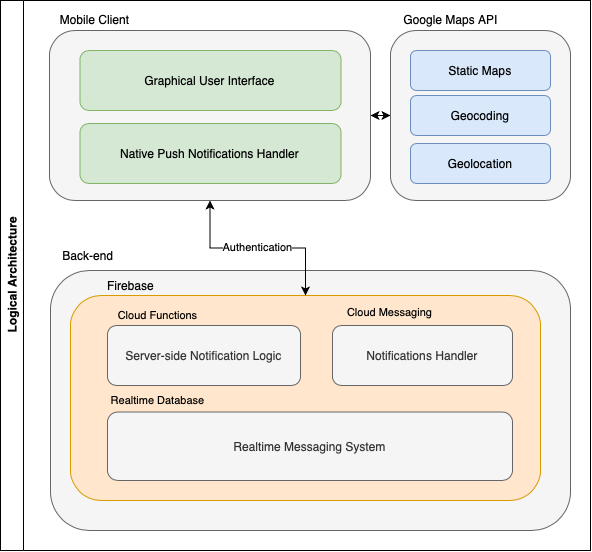 Logical Architecture
Mobile Client
Graphical User Interface
Native Push Notifications Handler
Google Maps API
Static Maps
Geocoding
Geolocation
Authentication
Back-end
Firebase
Cloud Functions
Server-side Notification Logic
Cloud Messaging
Notifications Handler
Realtime Database
Realtime Messaging System